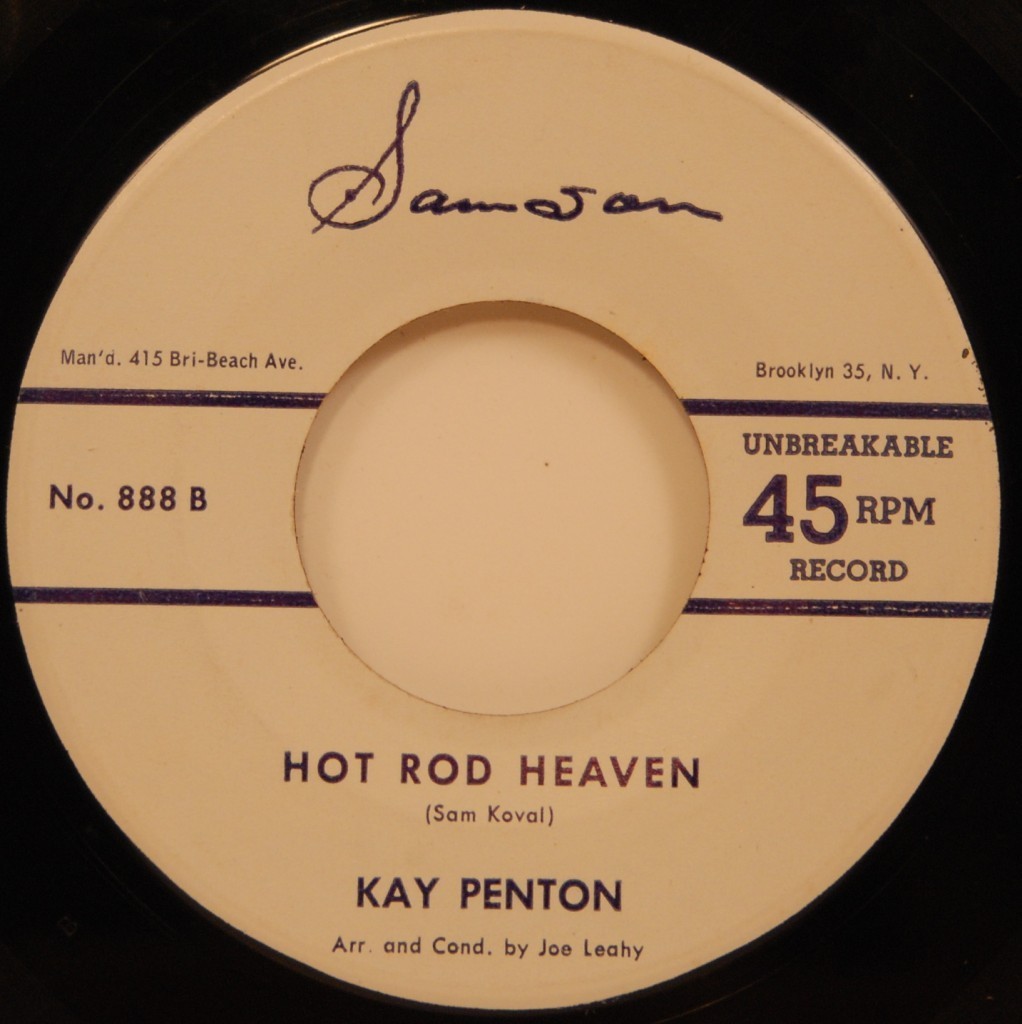 Samson
Man'd. 415 Bri-Beach Ave.
Brooklyn 35, N. Y.
No. 888 B
UNBREAKABLE
45 RPM
RECORD
HOT ROD HEAVEN
(Sam Koval)
KAY PENTON
Arr. and Cond. by Joe Leahy